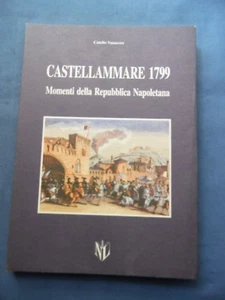 CASTELLAMMARE 1799
Momenti della Repubblica Napoletana